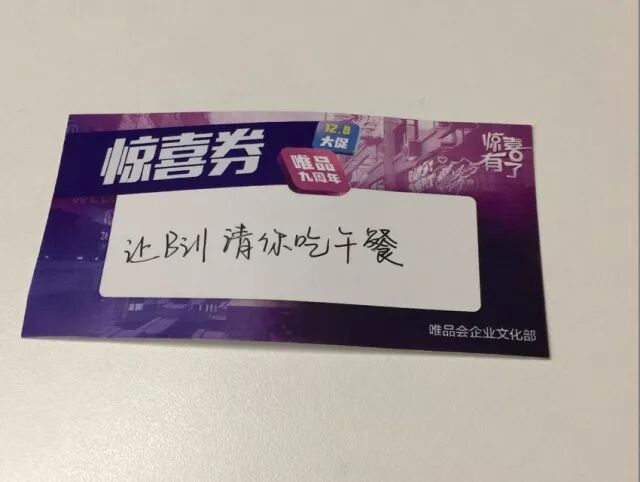 惊喜券
12.8
大促
唯品
九周年
惊喜
有了
让B训请你吃午餐
唯品会企业文化部